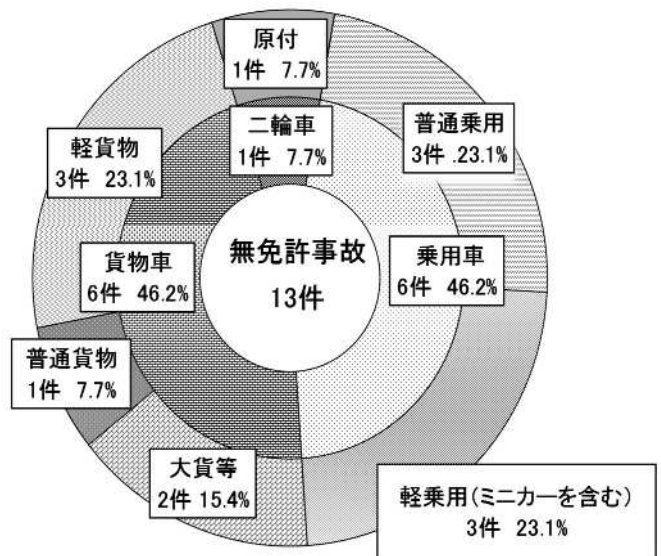 原付
1件 7.7%
二輪車
1件 7.7%
普通乗用
3件 .23.1%
軽貨物
3件 23.1%
無免許事故
13件
貨物車
6件 46.2%
乗用車
6件 46.2%
普通貨物
1件 7.7%
大貨等
2件 15.4%
軽乗用(ミニカーを含む)
3件 23.1%